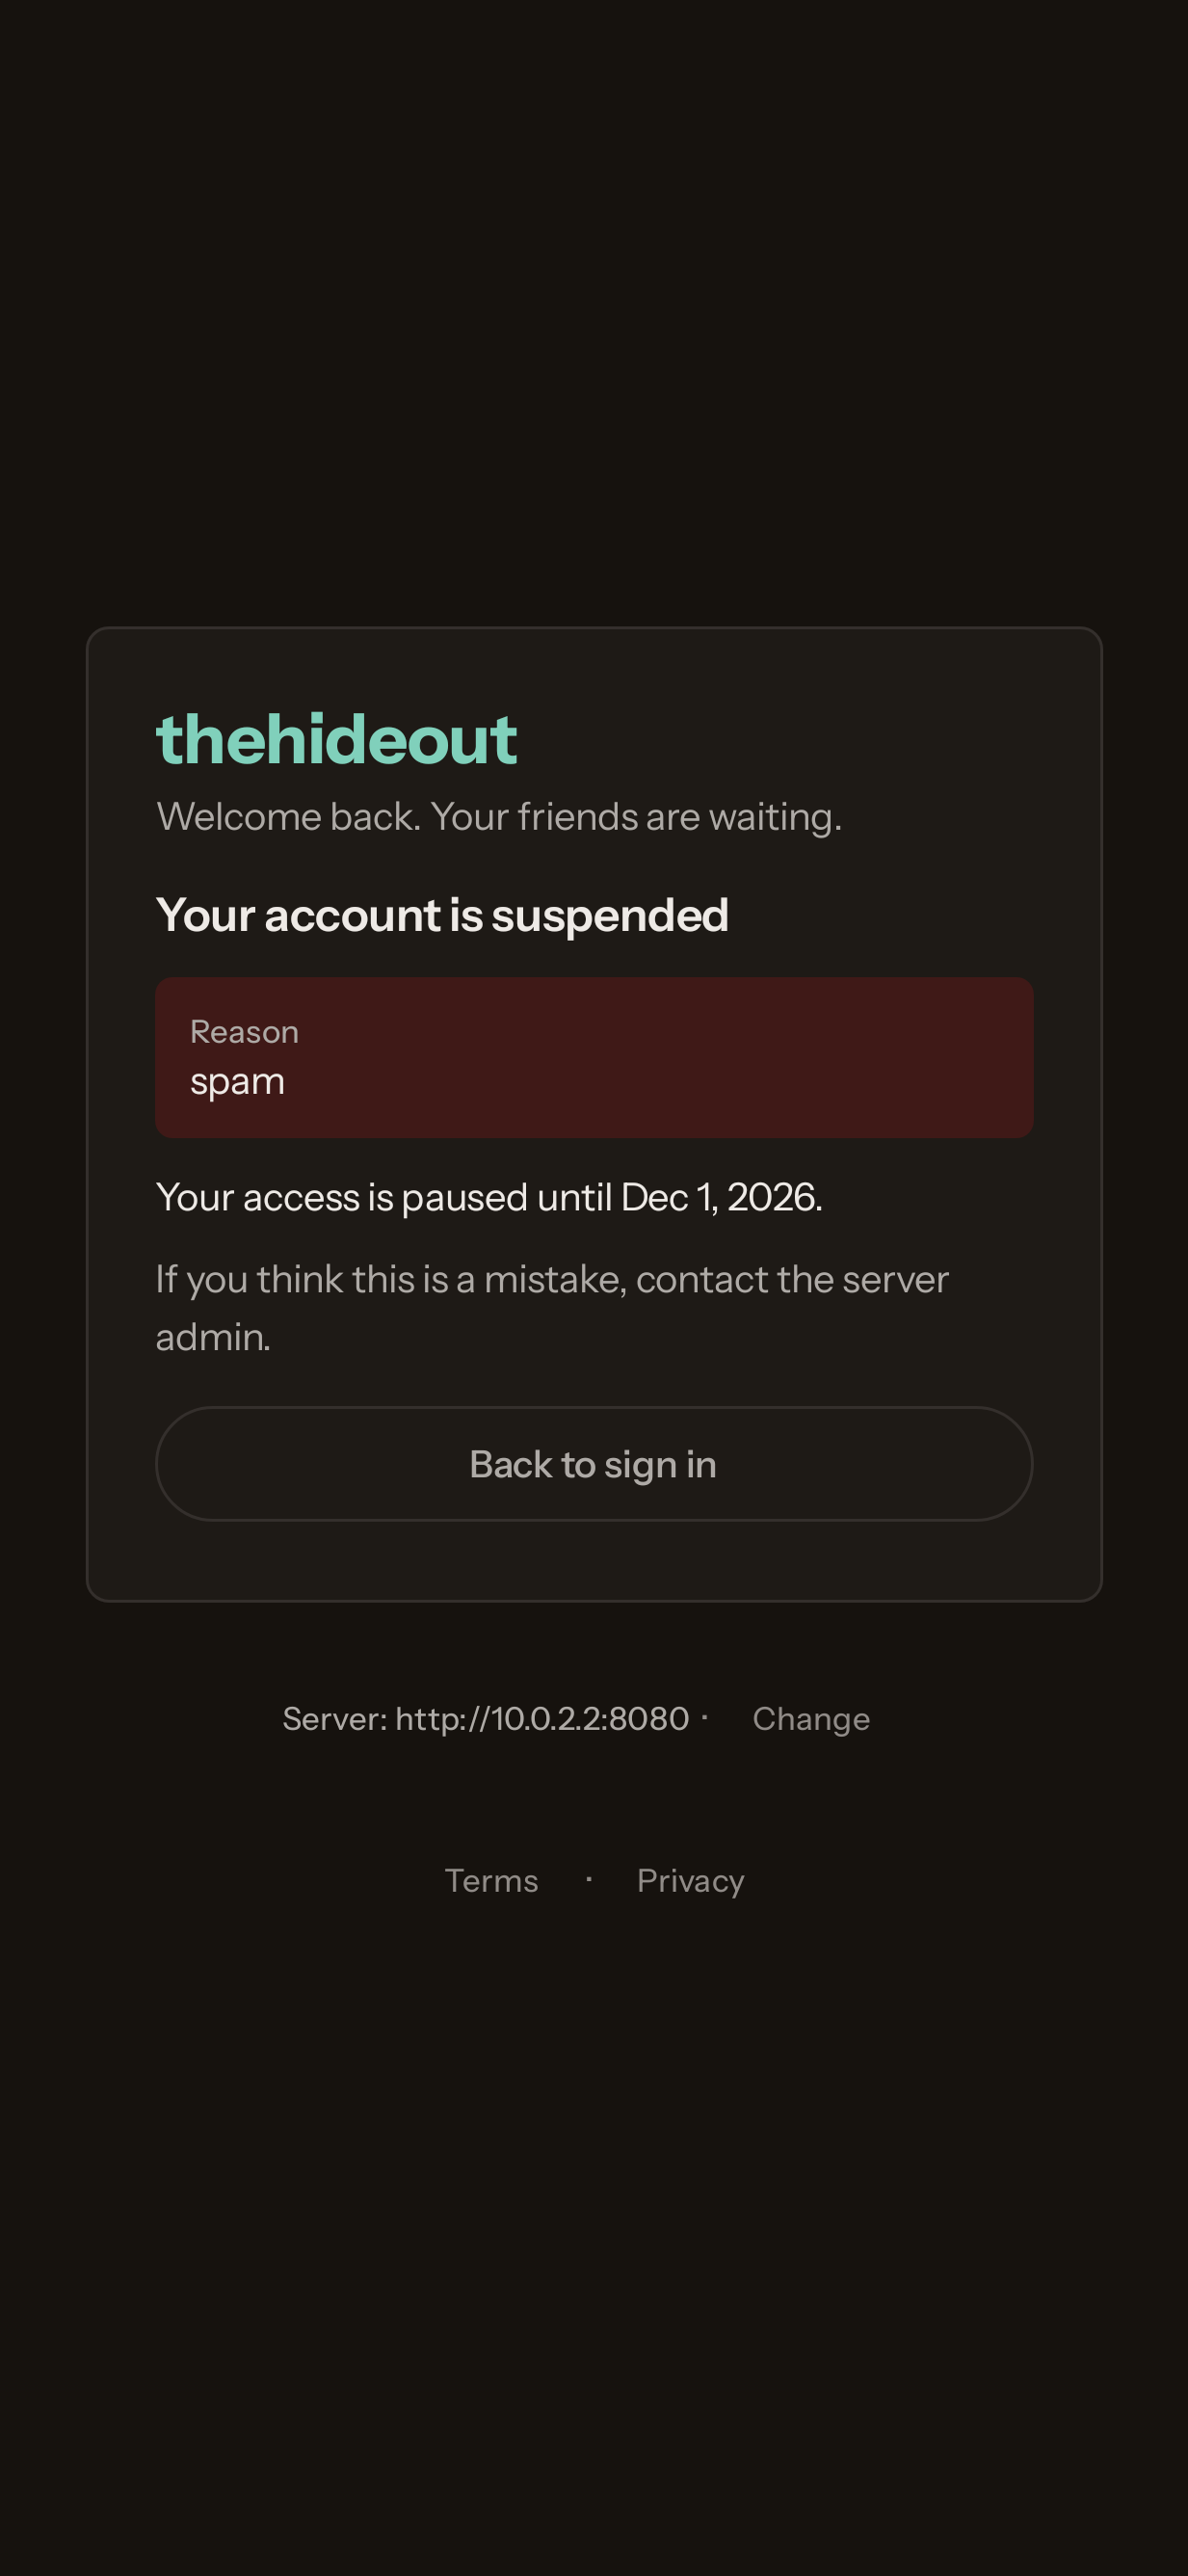 thehideout
Welcome back. Your friends are waiting.
Your account is suspended
Reason
spam
Your access is paused until Dec 1, 2026.
If you think this is a mistake, contact the server
admin.
Back to sign in
Server: http://10.0.2.2:8080 · Change
Terms · Privacy